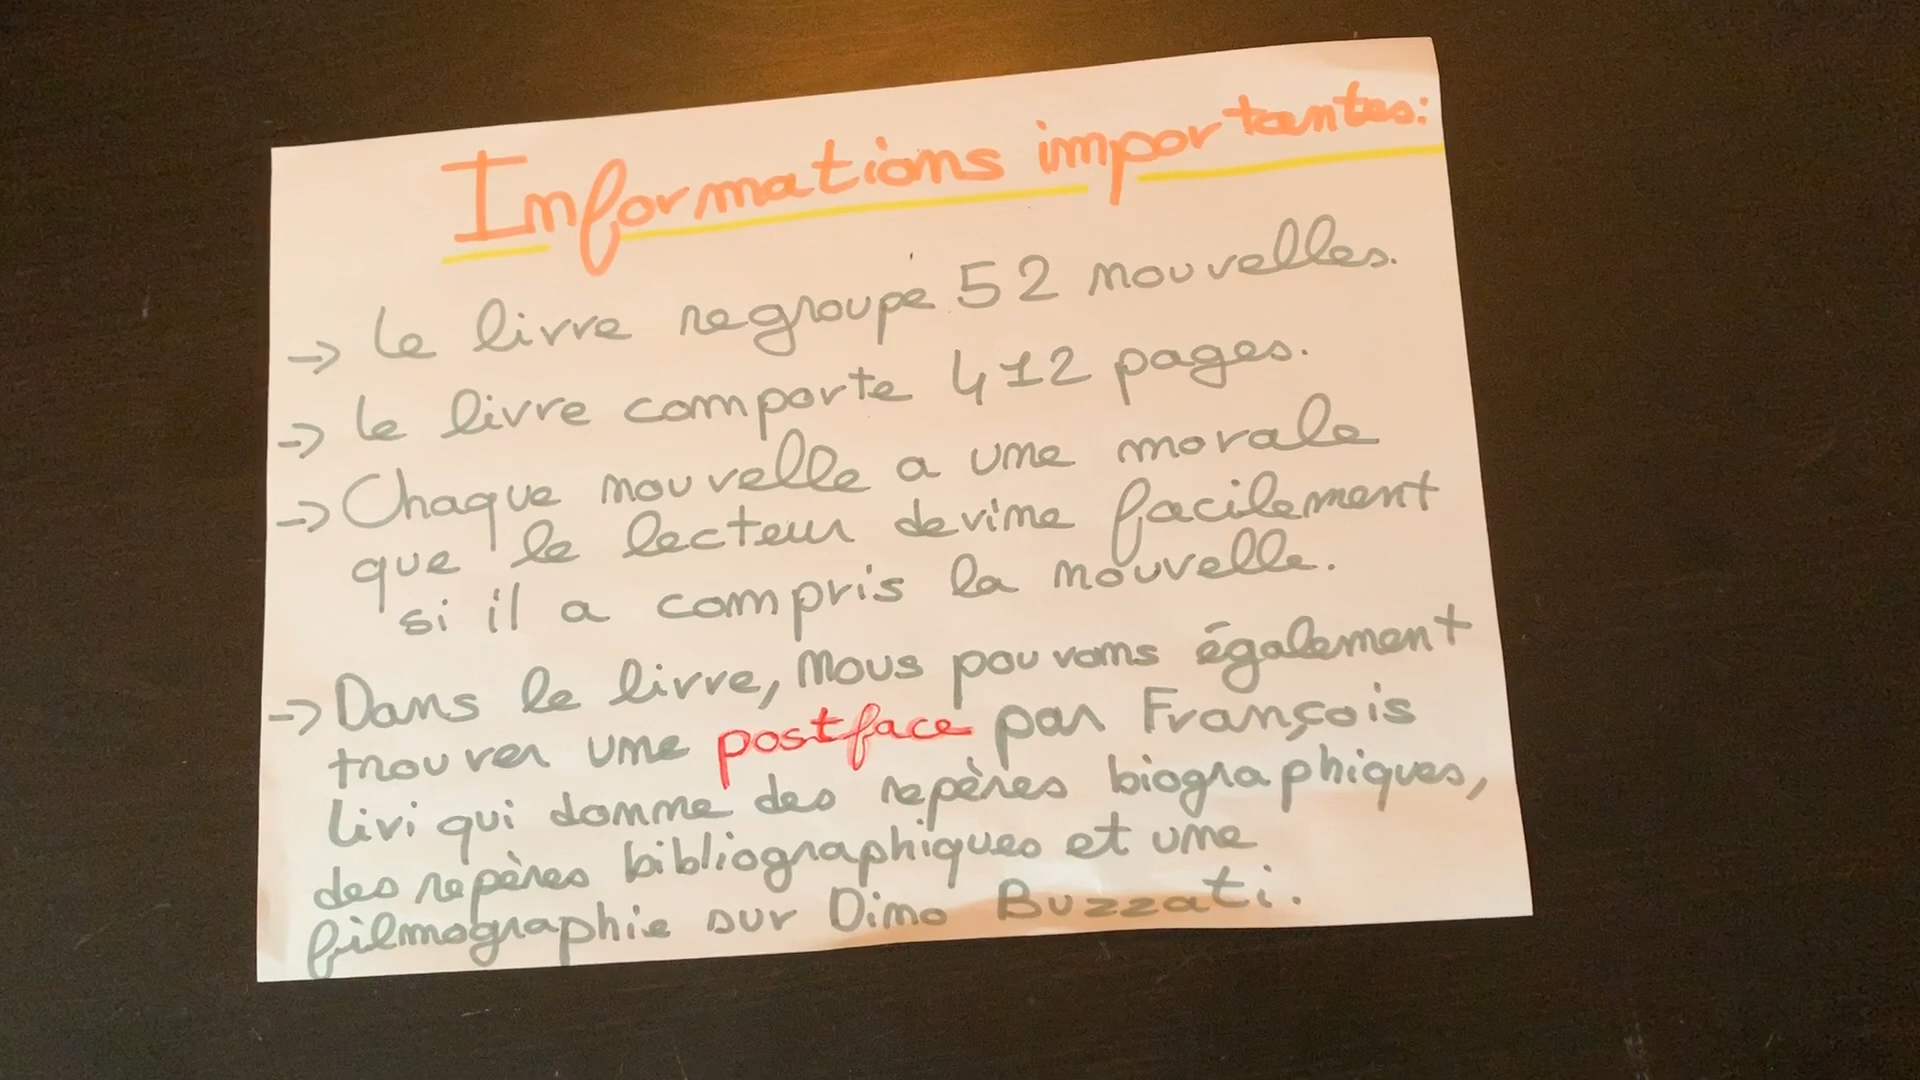 Informations importantes:
→ Le livre regroupe 52 nouvelles.
→ Le livre comporte 412 pages.
→ Chaque nouvelle a une morale
que le lecteur devine facilement
si il a compris la nouvelle.
→ Dans le livre, nous pouvons également
trouver une postface par François
Livi qui donne des repères biographiques,
des repères bibliographiques et une
filmographie sur Dino Buzzati.